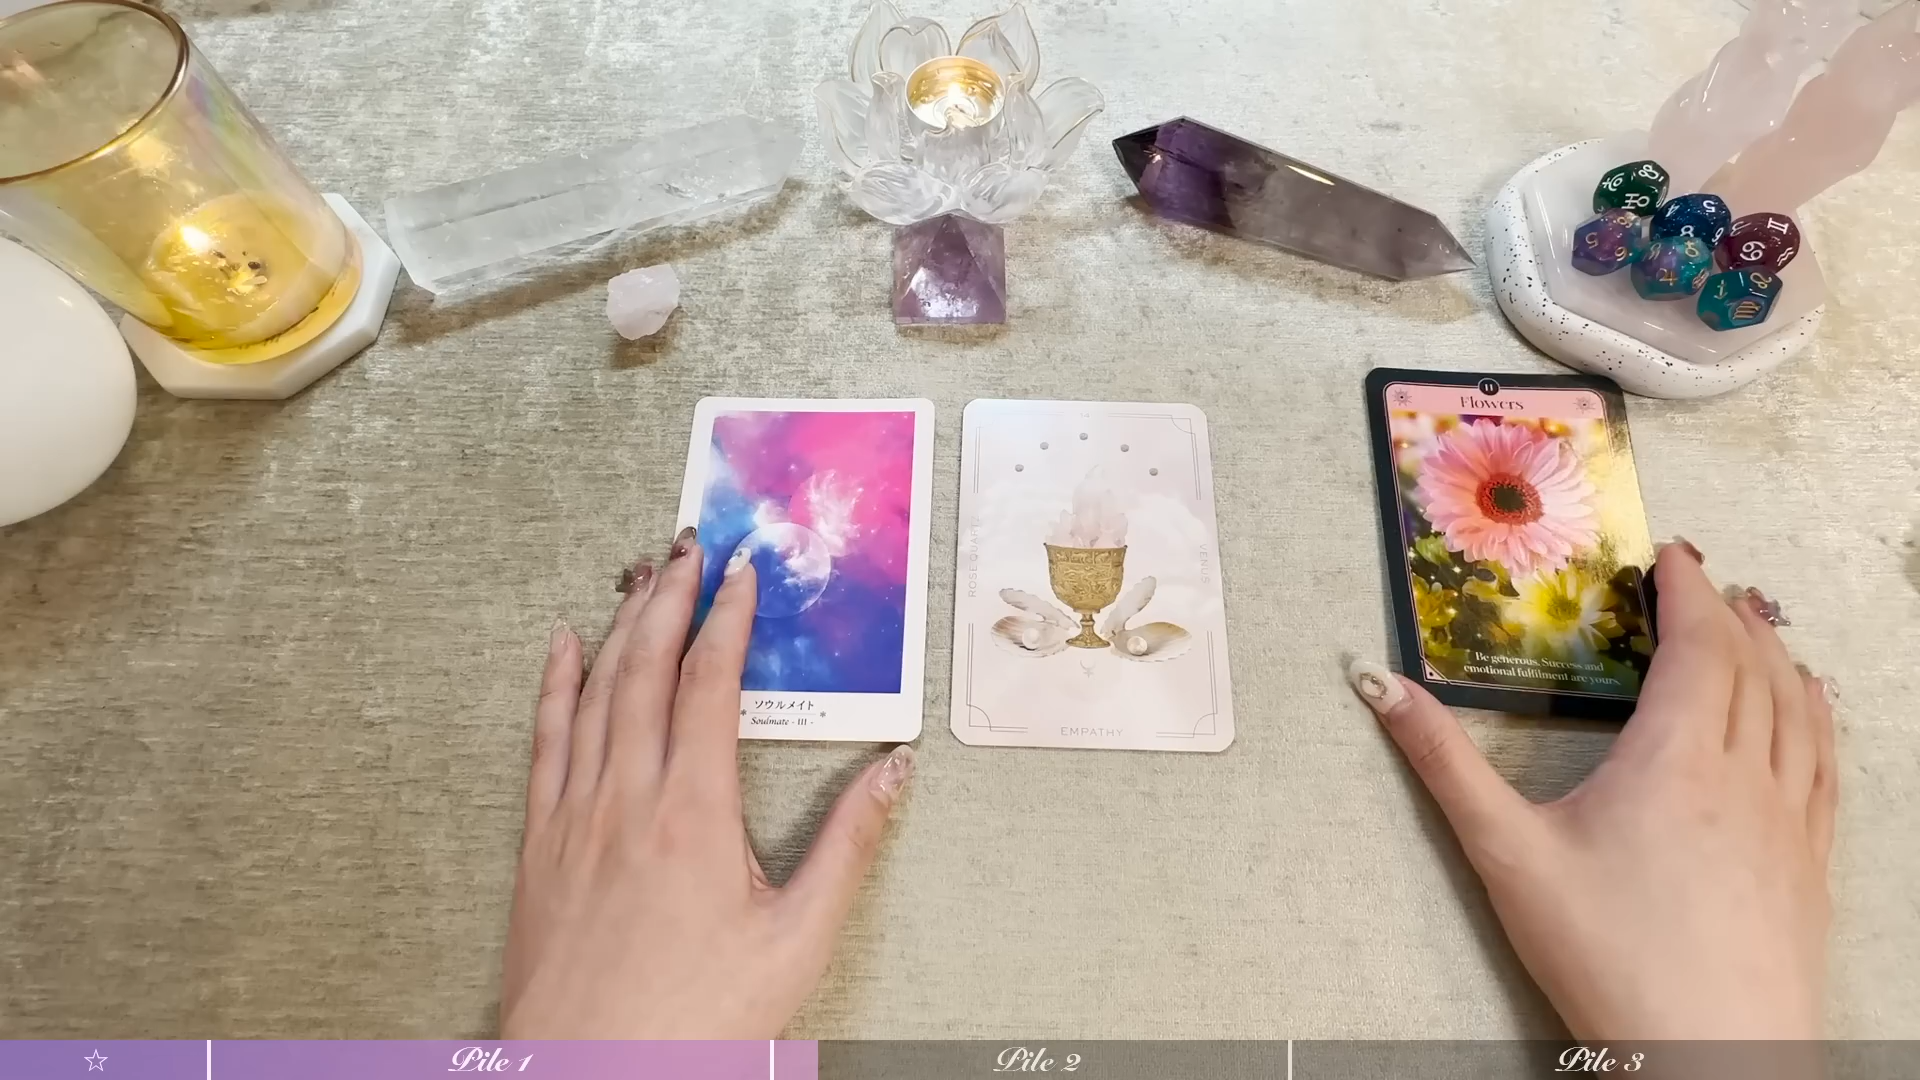 11
Flowers
Be generous. Success and
emotional fulfilment are yours.
ROSE QUARTZ
VENUS
ソウルメイト
* Soulmate - III - *
EMPATHY
☆
Pile 1
Pile 2
Pile 3